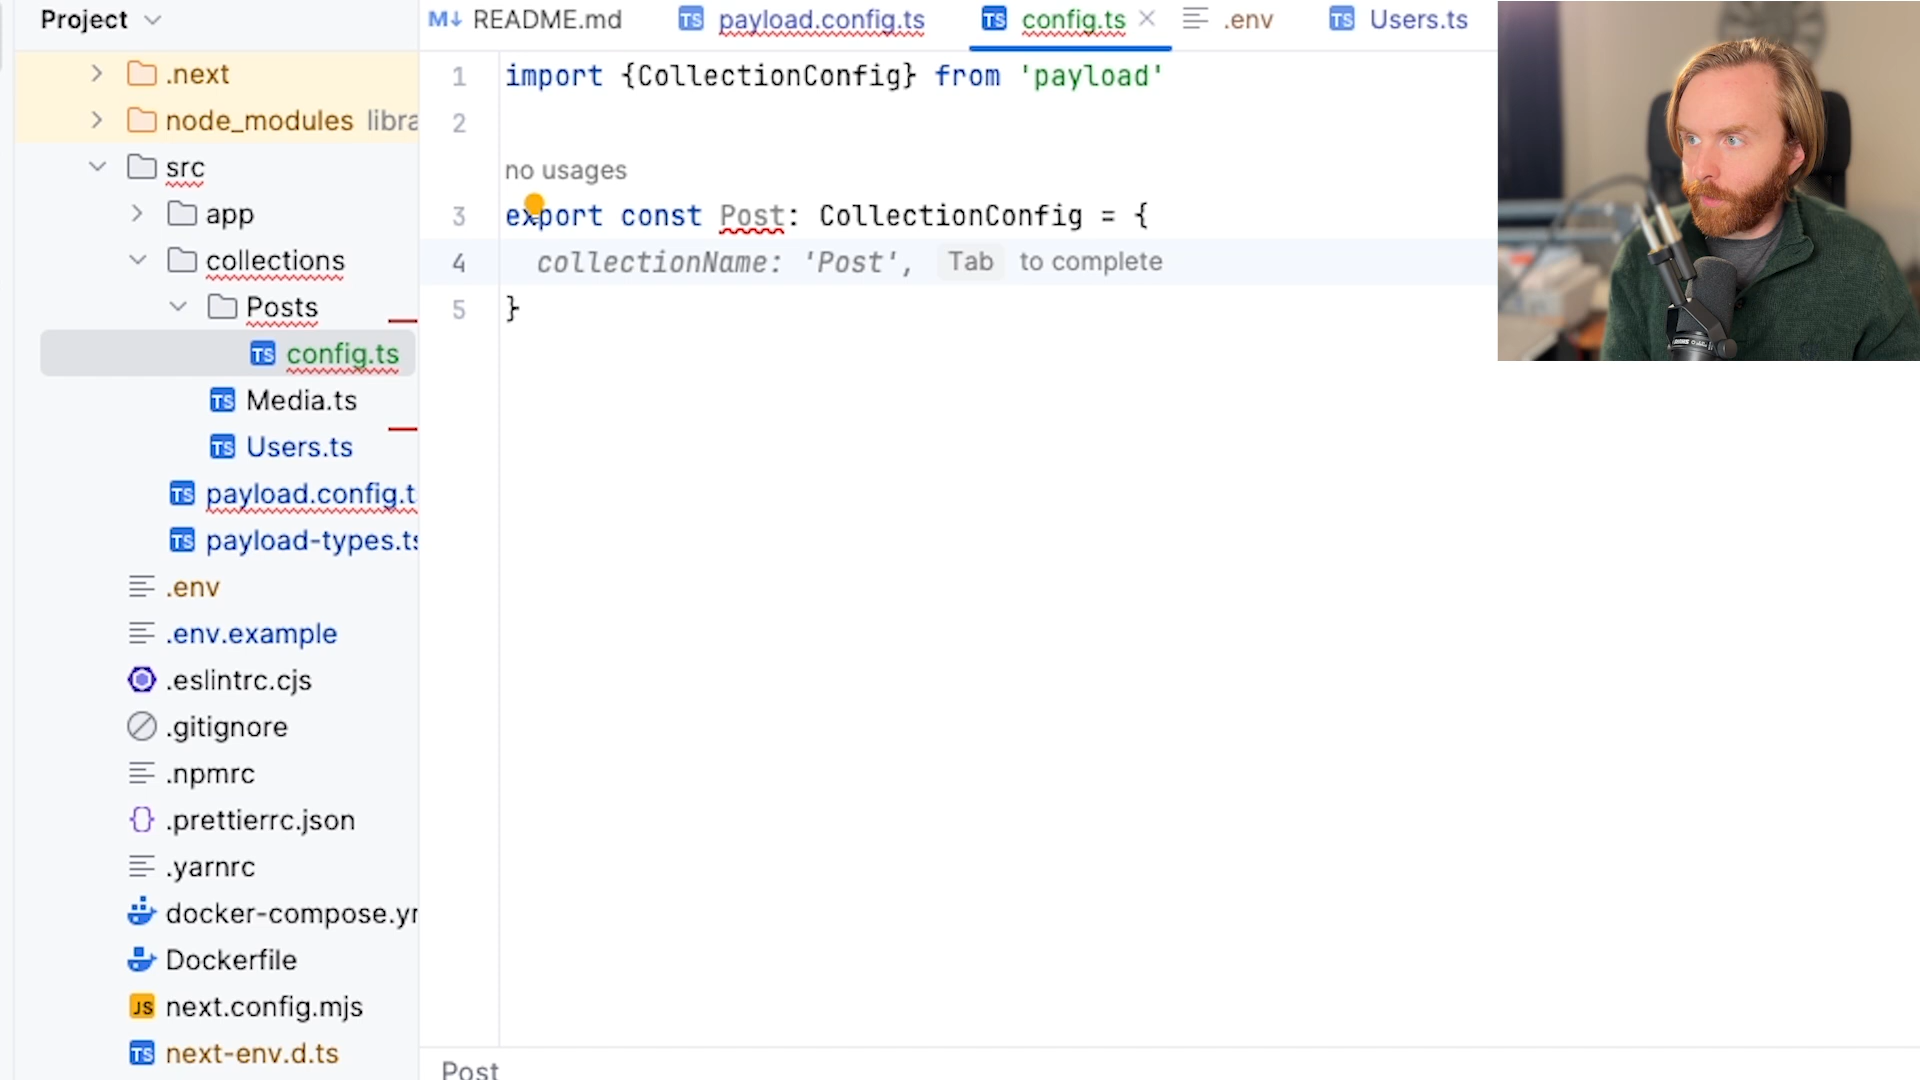 Project
.next
node_modules libra
src
app
collections
Posts
config.ts
Media.ts
Users.ts
payload.config.t
payload-types.ts
.env
.env.example
.eslintrc.cjs
.gitignore
.npmrc
.prettierrc.json
.yarnrc
docker-compose.yr
Dockerfile
next.config.mjs
next-env.d.ts
README.md payload.config.ts config.ts .env Users.ts
1 import {CollectionConfig} from 'payload'
2
no usages
3 export const Post: CollectionConfig = {
4 collectionName: 'Post', Tab to complete
5 }
Post